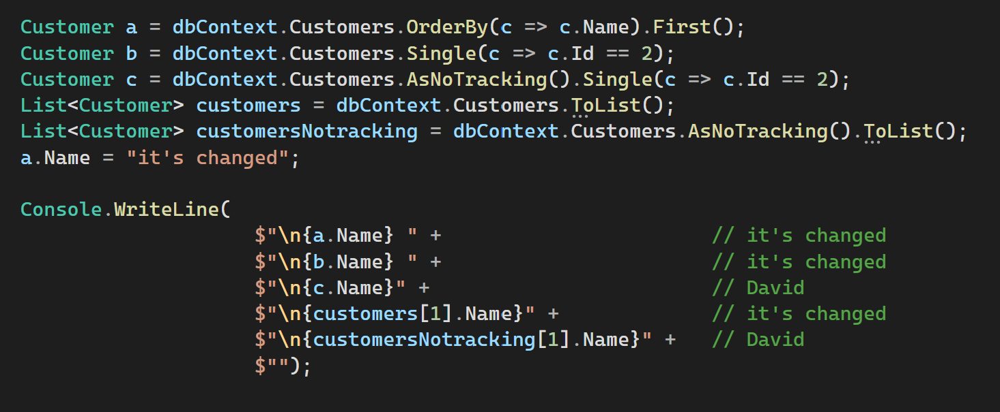 Customer a = dbContext.Customers.OrderBy(c => c.Name).First();
Customer b = dbContext.Customers.Single(c => c.Id == 2);
Customer c = dbContext.Customers.AsNoTracking().Single(c => c.Id == 2);
List<Customer> customers = dbContext.Customers.ToList();
List<Customer> customersNotracking = dbContext.Customers.AsNoTracking().ToList();
a.Name = "it's changed";
Console.WriteLine(
$"\n{a.Name} " + // it's changed
$"\n{b.Name} " + // it's changed
$"\n{c.Name}" + // David
$"\n{customers[1].Name}" + // it's changed
$"\n{customersNotracking[1].Name}" + // David
$"");